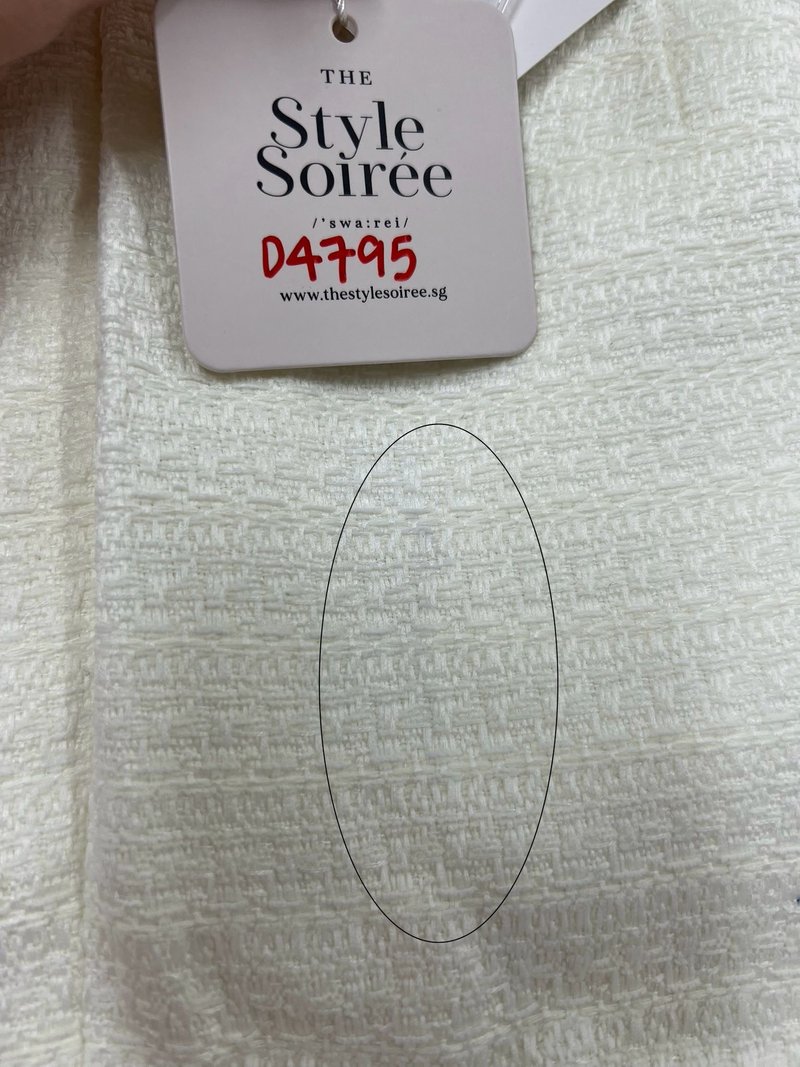 THE
Style
Soirée
/'swa:rei/
D4795
www.thestylesoiree.sg